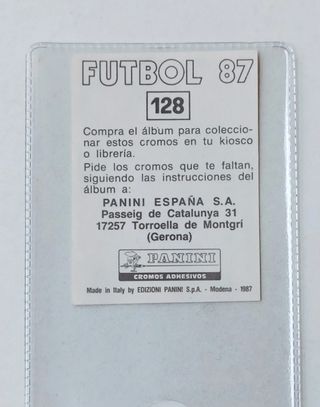 FUTBOL 87
128
Compra el álbum para coleccio-
nar estos cromos en tu kiosco
o librería.
Pide los cromos que te faltan,
siguiendo las instrucciones del
álbum a:
PANINI ESPAÑA S.A.
Passeig de Catalunya 31
17257 Torroella de Montgrí
(Gerona)
PANINI
CROMOS ADHESIVOS
Made in Italy by EDIZIONI PANINI S.p.A. - Modena - 1987